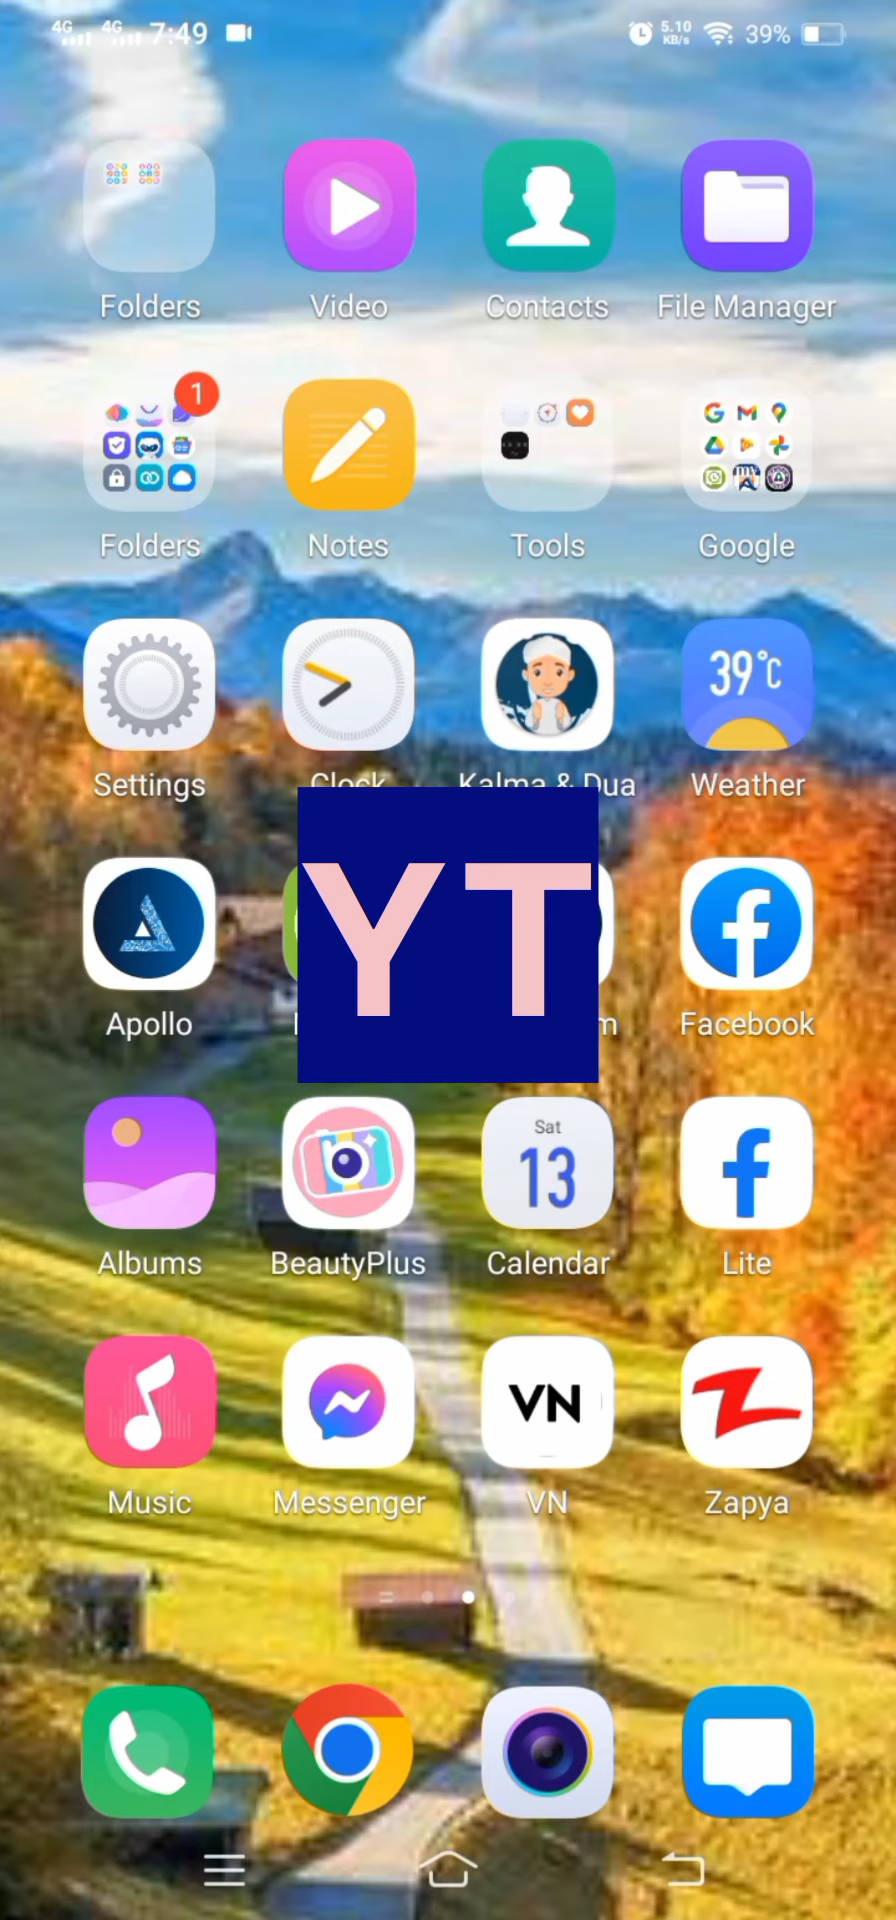 4G 4G 7:49 5.10 KB/s 39%
Folders Video Contacts File Manager
1
Folders Notes Tools Google
39°C
Settings Clock Kalma & Dua Weather
YT
Apollo Facebook
Sat
13
Albums BeautyPlus Calendar Lite
VN
Music Messenger VN Zapya